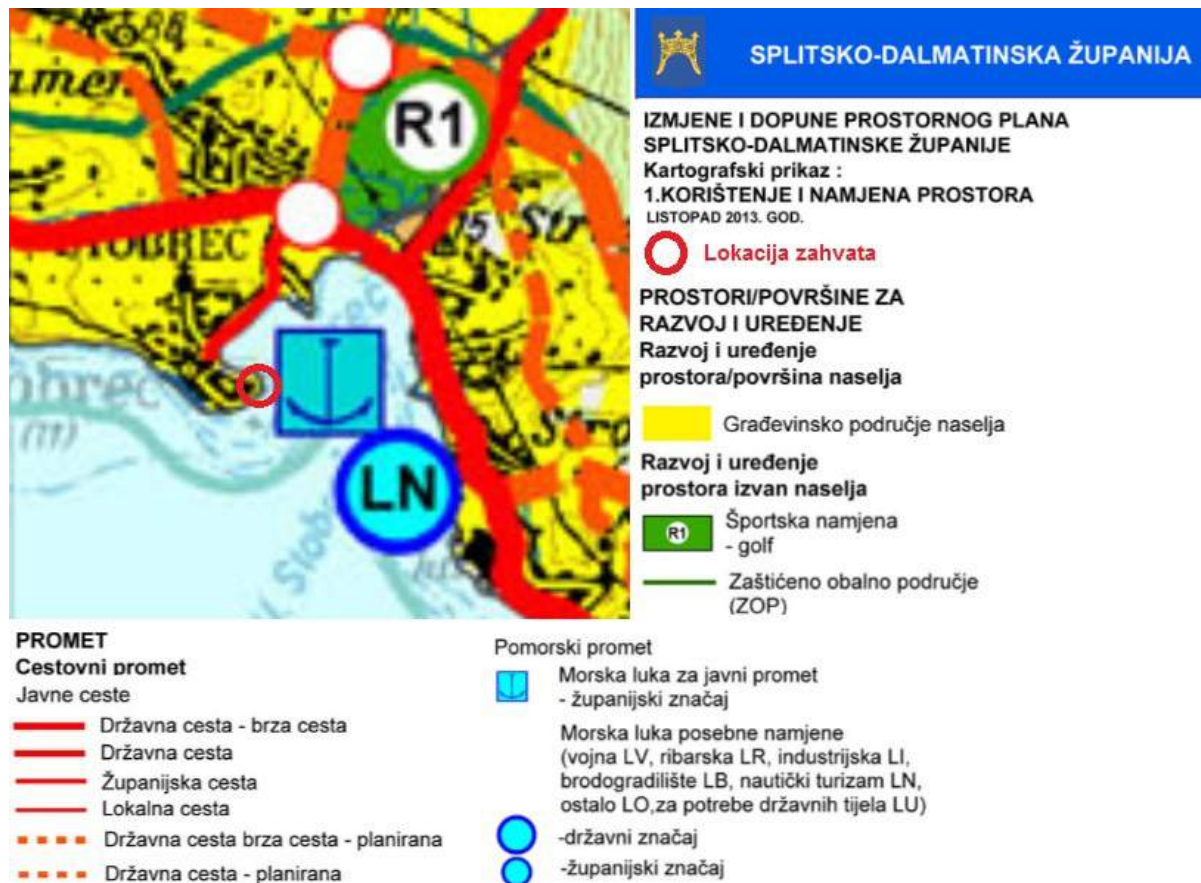 88
R1
15
Str
obrec
(11)
LN
SPLITSKO-DALMATINSKA ŽUPANIJA
IZMJENE I DOPUNE PROSTORNOG PLANA
SPLITSKO-DALMATINSKE ŽUPANIJE
Kartografski prikaz :
1.KORIŠTENJE I NAMJENA PROSTORA
LISTOPAD 2013. GOD.
Lokacija zahvata
PROSTORI/POVRŠINE ZA
RAZVOJ I UREĐENJE
Razvoj i uređenje
prostora/površina naselja
Građevinsko područje naselja
Razvoj i uređenje
prostora izvan naselja
R1
Športska namjena
- golf
Zaštićeno obalno područje
(ZOP)
PROMET
Cestovni promet
Javne ceste
Državna cesta - brza cesta
Državna cesta
Županijska cesta
Lokalna cesta
Državna cesta brza cesta - planirana
Državna cesta - planirana
Pomorski promet
Morska luka za javni promet
- županijski značaj
Morska luka posebne namjene
(vojna LV, ribarska LR, industrijska LI,
brodogradilište LB, nautički turizam LN,
ostalo LO,za potrebe državnih tijela LU)
-državni značaj
-županijski značaj